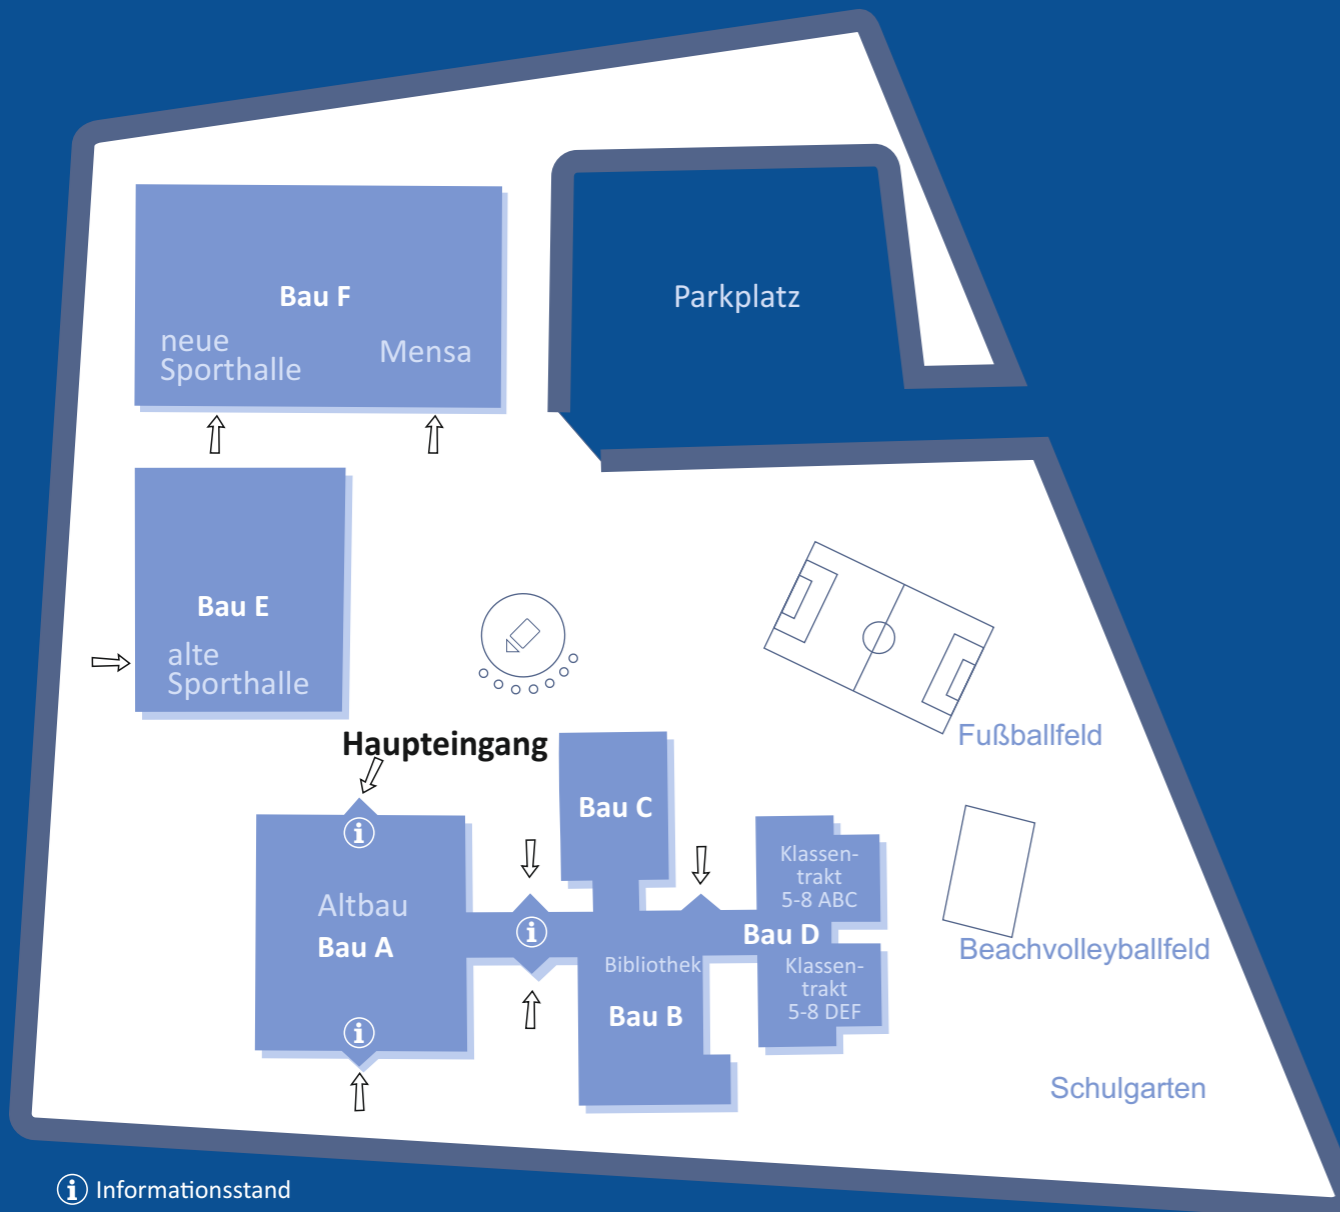 Parkplatz
Bau F
neue
Sporthalle
Mensa
Bau E
alte
Sporthalle
Haupteingang
Fußballfeld
Bau C
Klassen-
trakt
5-8 ABC
Altbau
Bau A
Bau D
Beachvolleyballfeld
Bibliothek
Klassen-
trakt
5-8 DEF
Bau B
Schulgarten
i
i
i
i Informationsstand